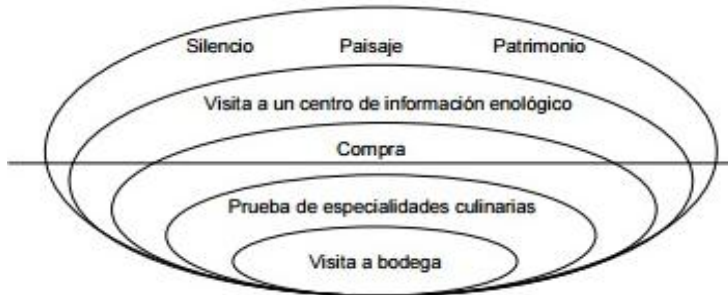 Silencio Paisaje Patrimonio
Visita a un centro de información enológico
Compra
Prueba de especialidades culinarias
Visita a bodega